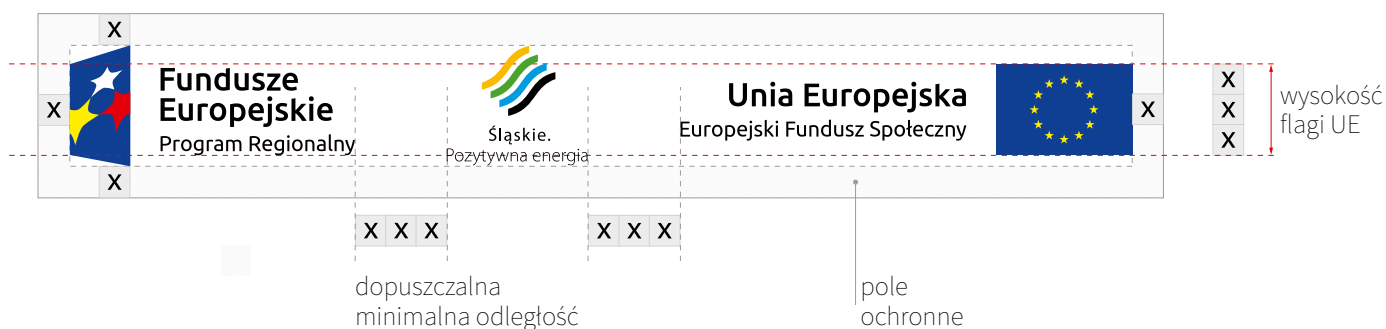 X
Fundusze
Europejskie
Program Regionalny
Śląskie.
Pozytywna energia
Unia Europejska
Europejski Fundusz Społeczny
X
X
X
X
X
X
wysokość
flagi UE
X X X
X X X
dopuszczalna
minimalna odległość
pole
ochronne